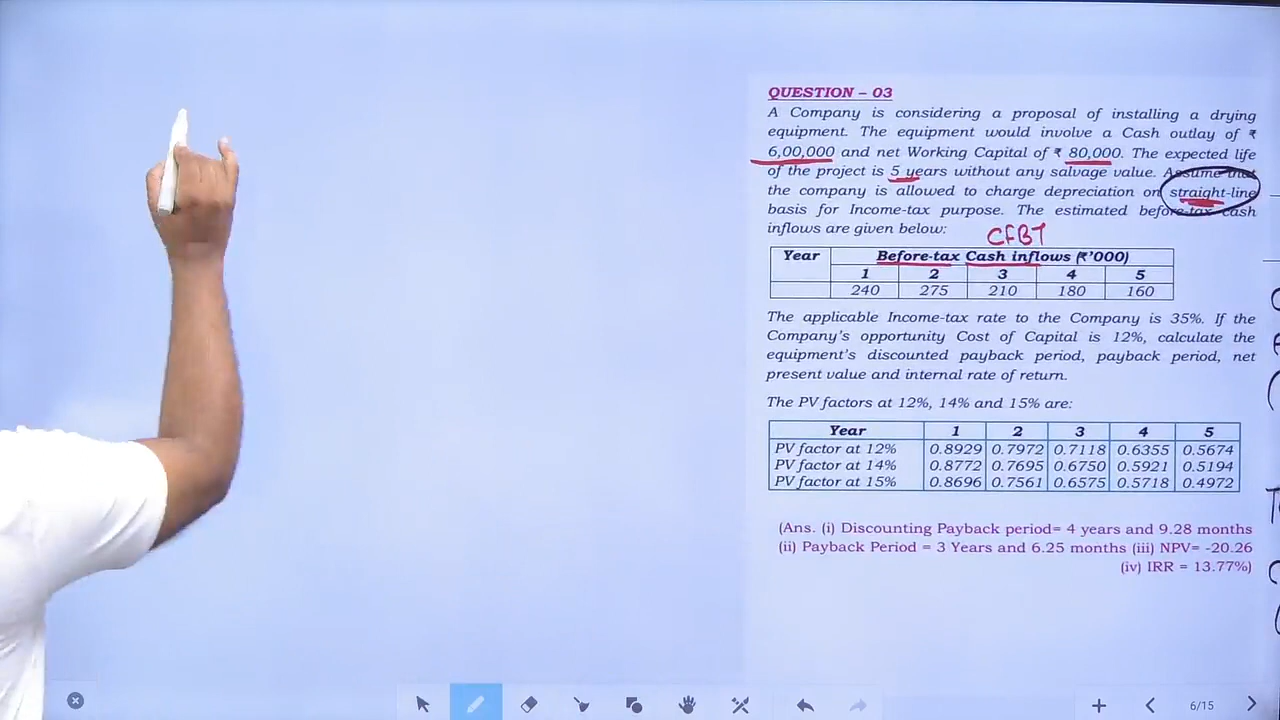 QUESTION – 03
A Company is considering a proposal of installing a drying
equipment. The equipment would involve a Cash outlay of ₹
6,00,000 and net Working Capital of ₹ 80,000. The expected life
of the project is 5 years without any salvage value. Assume that
the company is allowed to charge depreciation on straight-line
basis for Income-tax purpose. The estimated before-tax cash
inflows are given below:
CFBT
Year Before-tax Cash inflows (₹'000)
1 2 3 4 5
240 275 210 180 160
The applicable Income-tax rate to the Company is 35%. If the
Company's opportunity Cost of Capital is 12%, calculate the
equipment's discounted payback period, payback period, net
present value and internal rate of return.
The PV factors at 12%, 14% and 15% are:
Year 1 2 3 4 5
PV factor at 12% 0.8929 0.7972 0.7118 0.6355 0.5674
PV factor at 14% 0.8772 0.7695 0.6750 0.5921 0.5194
PV factor at 15% 0.8696 0.7561 0.6575 0.5718 0.4972
(Ans. (i) Discounting Payback period= 4 years and 9.28 months
(ii) Payback Period = 3 Years and 6.25 months (iii) NPV= -20.26
(iv) IRR = 13.77%)
6/15